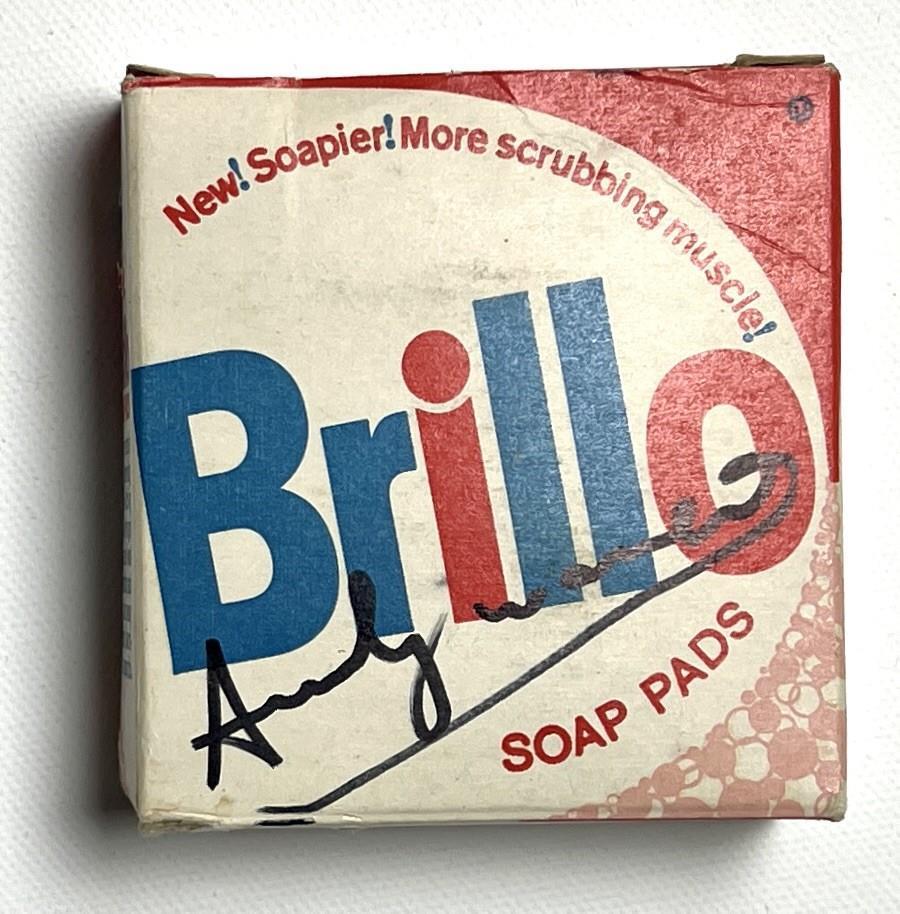 New! Soapier! More scrubbing muscle!
Brillo
SOAP PADS
Andy